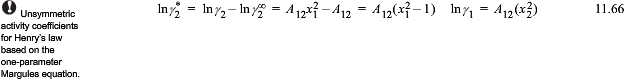 ! Unsymmetric
activity coefficients
for Henry's law
based on the
one-parameter
Margules equation.
ln γ₂* = ln γ₂ – ln γ₂^∞ = A₁₂x₁² – A₁₂ = A₁₂(x₁² – 1) ln γ₁ = A₁₂(x₂²) 11.66